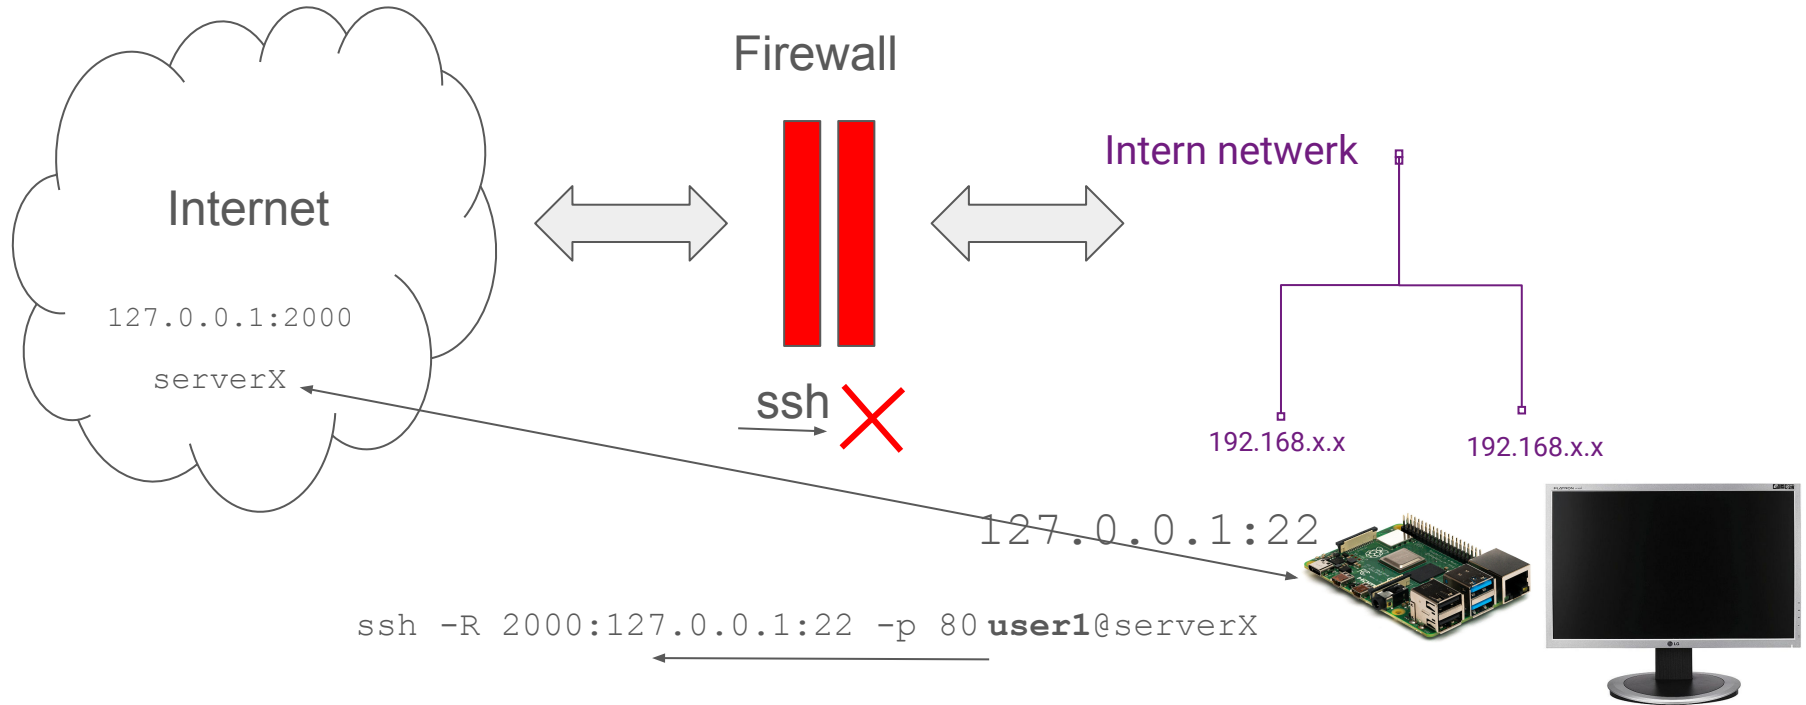 Firewall
Intern netwerk
Internet
127.0.0.1:2000
serverX
ssh
192.168.x.x
192.168.x.x
127.0.0.1:22
ssh -R 2000:127.0.0.1:22 -p 80 user1@serverX
LG